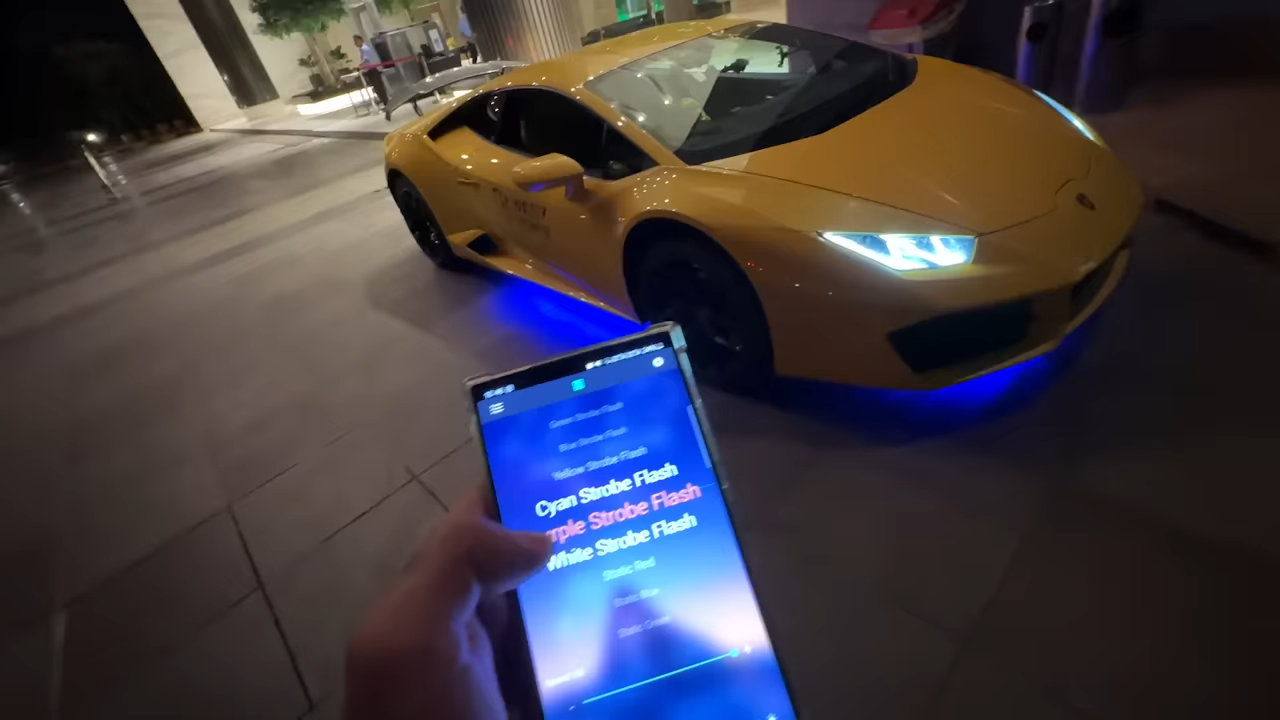 Green Strobe Flash
Blue Strobe Flash
Yellow Strobe Flash
Cyan Strobe Flash
rple Strobe Flash
White Strobe Flash
Static Red
Static Blue
Static Green